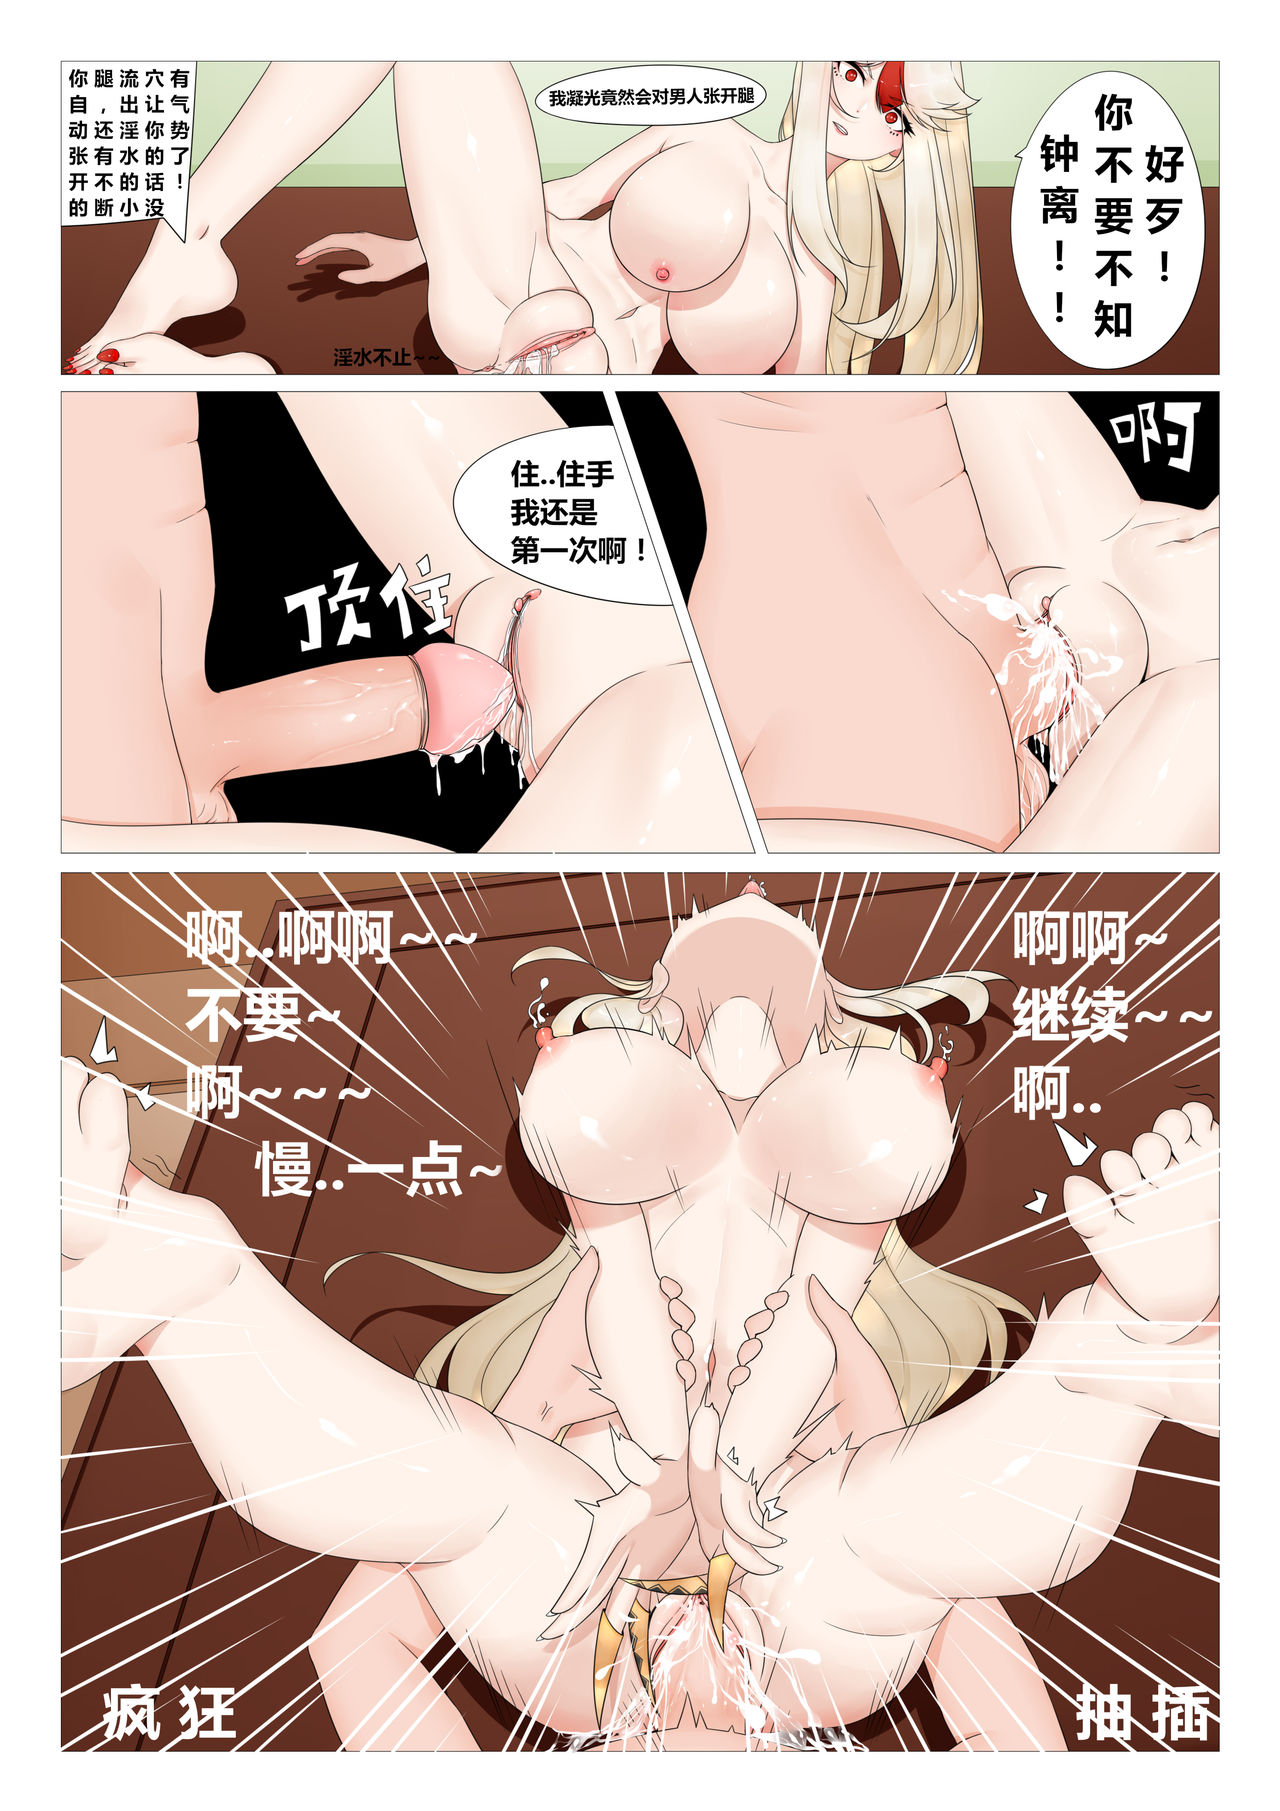 钟离！！
你不要不知
好歹！
我凝光竟然会对男人张开腿
你腿流穴有
自，出让气
动还淫你势
张有水的了
开不的话！
的断小没
淫水不止~~
住..住手
我还是
第一次啊！
顶住
啊
啊..啊啊~~
不要~
啊~~~
慢..一点~
啊啊~
继续~~
啊..
疯狂
抽插